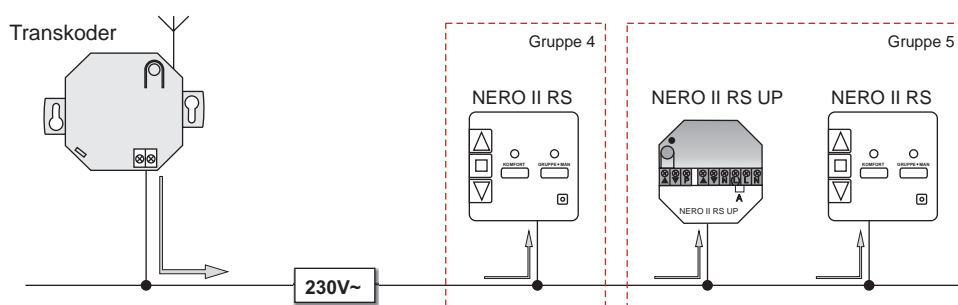 Transkoder
Gruppe 4
Gruppe 5
NERO II RS
NERO II RS UP
NERO II RS
KOMFORT
GRUPPE+MAN
KOMFORT
GRUPPE+MAN
P
N
L
N
A
NERO II RS UP
230V~